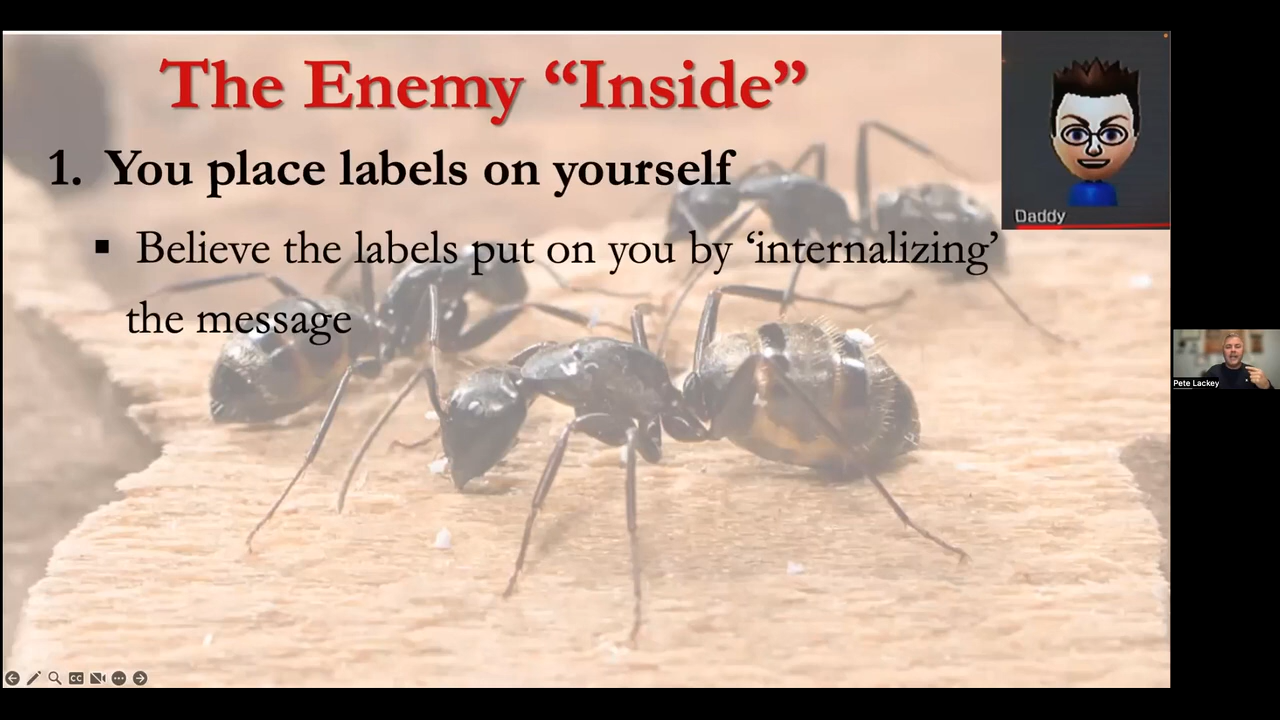 The Enemy “Inside”
1. You place labels on yourself
▪ Believe the labels put on you by ‘internalizing’
the message
Daddy
Pete Lackey
CC